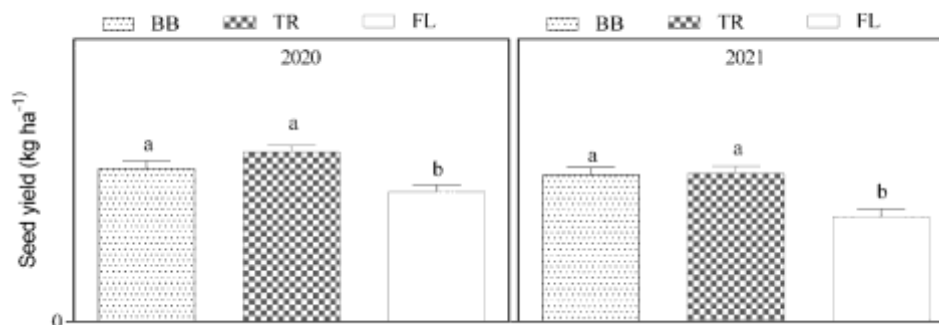 BB TR FL BB TR FL
2020 2021
a a b a a b
Seed yield (kg ha⁻¹)
0